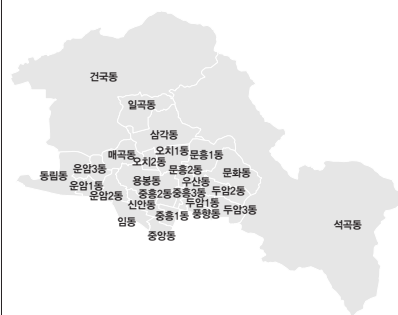 건국동
일곡동
삼각동
매곡동
오치1동
문흥1동
오치2동
운암3동
문흥2동
문화동
동림동
용봉동
우산동
운암1동
중흥2동
중흥3동
두암2동
운암2동
신안동
두암1동
두암3동
임동
중흥1동
풍향동
석곡동
중앙동